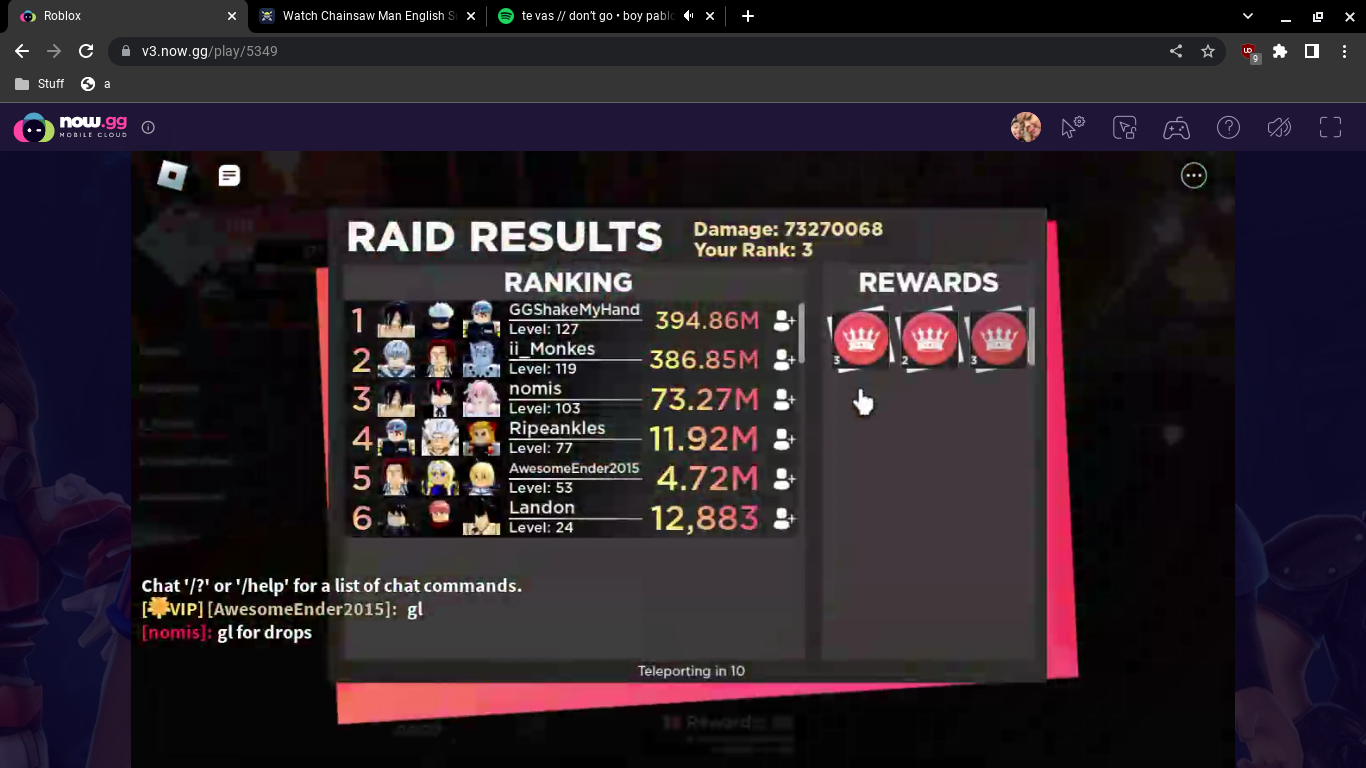 Roblox
Watch Chainsaw Man English S
te vas // don't go • boy pablo
v3.now.gg/play/5349
9
Stuff
a
now.gg
MOBILE CLOUD
RAID RESULTS
Damage: 73270068
Your Rank: 3
RANKING
REWARDS
1 GGShakeMyHand 394.86M
Level: 127
2 ii_Monkes 386.85M
Level: 119
3 nomis 73.27M
Level: 103
4 Ripeankles 11.92M
Level: 77
5 AwesomeEnder2015 4.72M
Level: 53
6 Landon 12,883
Level: 24
3 2 3
Chat '/?' or '/help' for a list of chat commands.
[VIP] [AwesomeEnder2015]: gl
[nomis]: gl for drops
Teleporting in 10
Reward